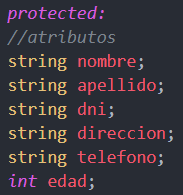 protected:
//atributos
string nombre;
string apellido;
string dni;
string direccion;
string telefono;
int edad;